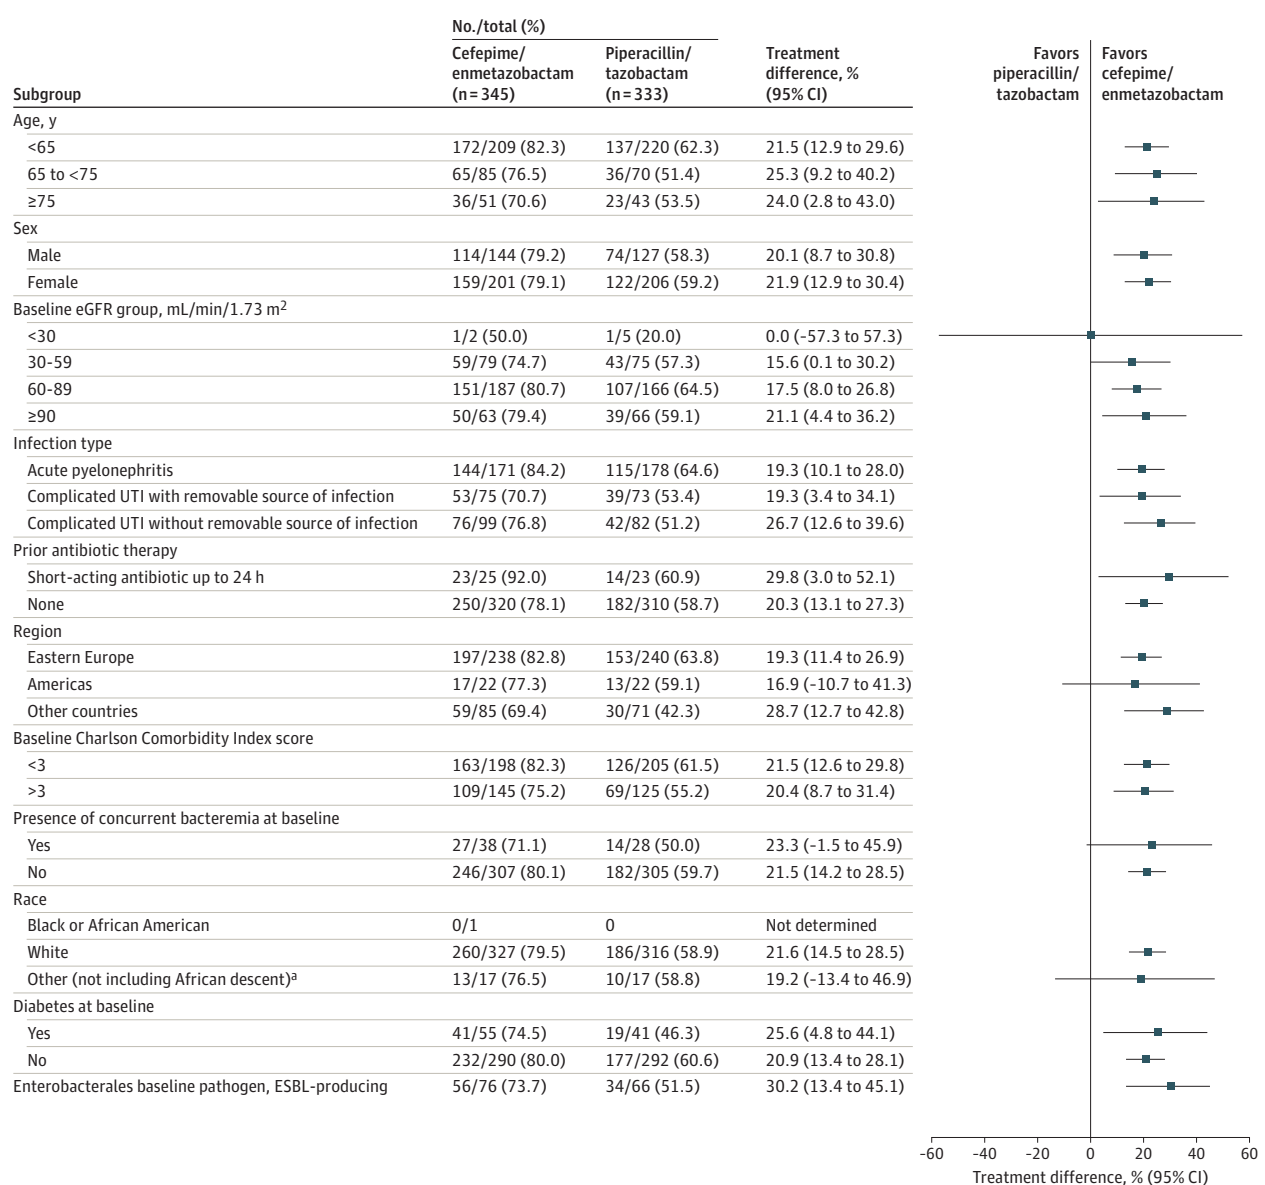 No./total (%)
Subgroup Cefepime/ enmetazobactam (n = 345) Piperacillin/ tazobactam (n = 333) Treatment difference, % (95% CI) Favors piperacillin/ tazobactam Favors cefepime/ enmetazobactam
Age, y
<65 172/209 (82.3) 137/220 (62.3) 21.5 (12.9 to 29.6)
65 to <75 65/85 (76.5) 36/70 (51.4) 25.3 (9.2 to 40.2)
≥75 36/51 (70.6) 23/43 (53.5) 24.0 (2.8 to 43.0)
Sex
Male 114/144 (79.2) 74/127 (58.3) 20.1 (8.7 to 30.8)
Female 159/201 (79.1) 122/206 (59.2) 21.9 (12.9 to 30.4)
Baseline eGFR group, mL/min/1.73 m2
<30 1/2 (50.0) 1/5 (20.0) 0.0 (-57.3 to 57.3)
30-59 59/79 (74.7) 43/75 (57.3) 15.6 (0.1 to 30.2)
60-89 151/187 (80.7) 107/166 (64.5) 17.5 (8.0 to 26.8)
≥90 50/63 (79.4) 39/66 (59.1) 21.1 (4.4 to 36.2)
Infection type
Acute pyelonephritis 144/171 (84.2) 115/178 (64.6) 19.3 (10.1 to 28.0)
Complicated UTI with removable source of infection 53/75 (70.7) 39/73 (53.4) 19.3 (3.4 to 34.1)
Complicated UTI without removable source of infection 76/99 (76.8) 42/82 (51.2) 26.7 (12.6 to 39.6)
Prior antibiotic therapy
Short-acting antibiotic up to 24 h 23/25 (92.0) 14/23 (60.9) 29.8 (3.0 to 52.1)
None 250/320 (78.1) 182/310 (58.7) 20.3 (13.1 to 27.3)
Region
Eastern Europe 197/238 (82.8) 153/240 (63.8) 19.3 (11.4 to 26.9)
Americas 17/22 (77.3) 13/22 (59.1) 16.9 (-10.7 to 41.3)
Other countries 59/85 (69.4) 30/71 (42.3) 28.7 (12.7 to 42.8)
Baseline Charlson Comorbidity Index score
<3 163/198 (82.3) 126/205 (61.5) 21.5 (12.6 to 29.8)
>3 109/145 (75.2) 69/125 (55.2) 20.4 (8.7 to 31.4)
Presence of concurrent bacteremia at baseline
Yes 27/38 (71.1) 14/28 (50.0) 23.3 (-1.5 to 45.9)
No 246/307 (80.1) 182/305 (59.7) 21.5 (14.2 to 28.5)
Race
Black or African American 0/1 0 Not determined
White 260/327 (79.5) 186/316 (58.9) 21.6 (14.5 to 28.5)
Other (not including African descent)a 13/17 (76.5) 10/17 (58.8) 19.2 (-13.4 to 46.9)
Diabetes at baseline
Yes 41/55 (74.5) 19/41 (46.3) 25.6 (4.8 to 44.1)
No 232/290 (80.0) 177/292 (60.6) 20.9 (13.4 to 28.1)
Enterobacterales baseline pathogen, ESBL-producing 56/76 (73.7) 34/66 (51.5) 30.2 (13.4 to 45.1)
-60 -40 -20 0 20 40 60
Treatment difference, % (95% CI)